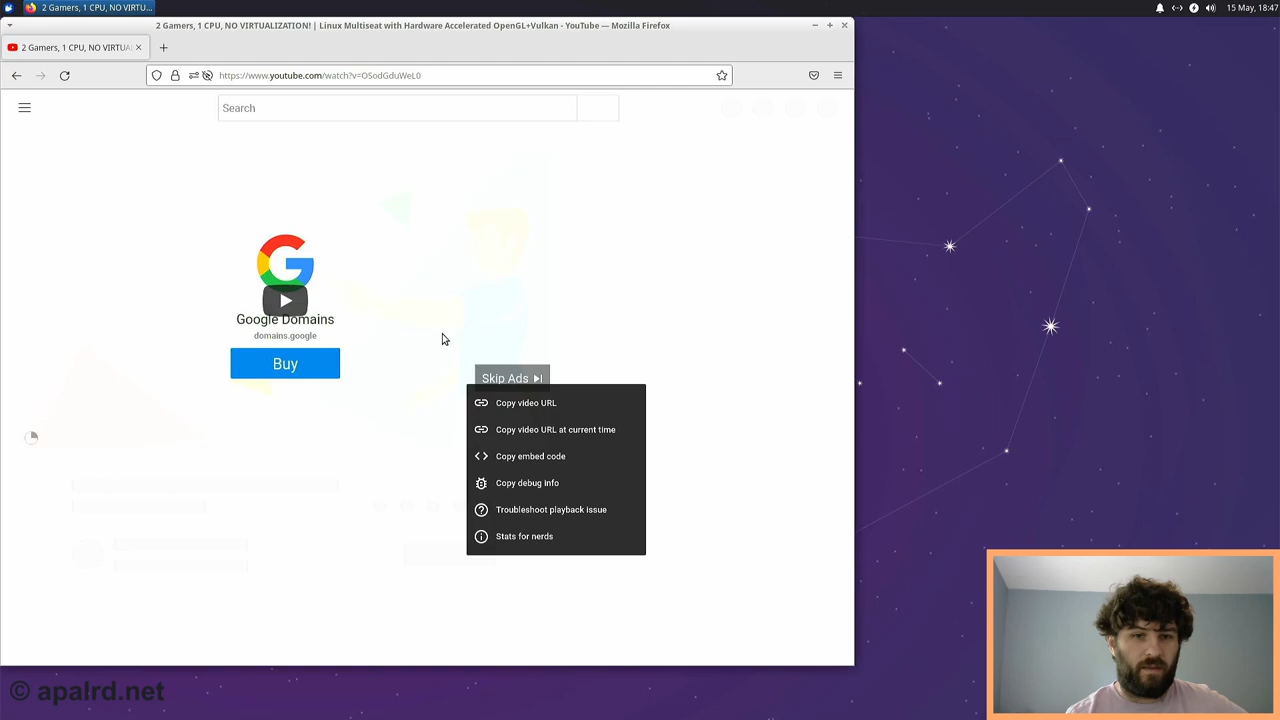 2 Gamers, 1 CPU, NO VIRTU...
15 May, 18:47
2 Gamers, 1 CPU, NO VIRTUALIZATION! | Linux Multiseat with Hardware Accelerated OpenGL+Vulkan - YouTube — Mozilla Firefox
2 Gamers, 1 CPU, NO VIRTUA
https://www.youtube.com/watch?v=OSodGduWeL0
Search
Google Domains
domains.google
Buy
Skip Ads
Copy video URL
Copy video URL at current time
Copy embed code
Copy debug info
Troubleshoot playback issue
Stats for nerds
© apalrd.net